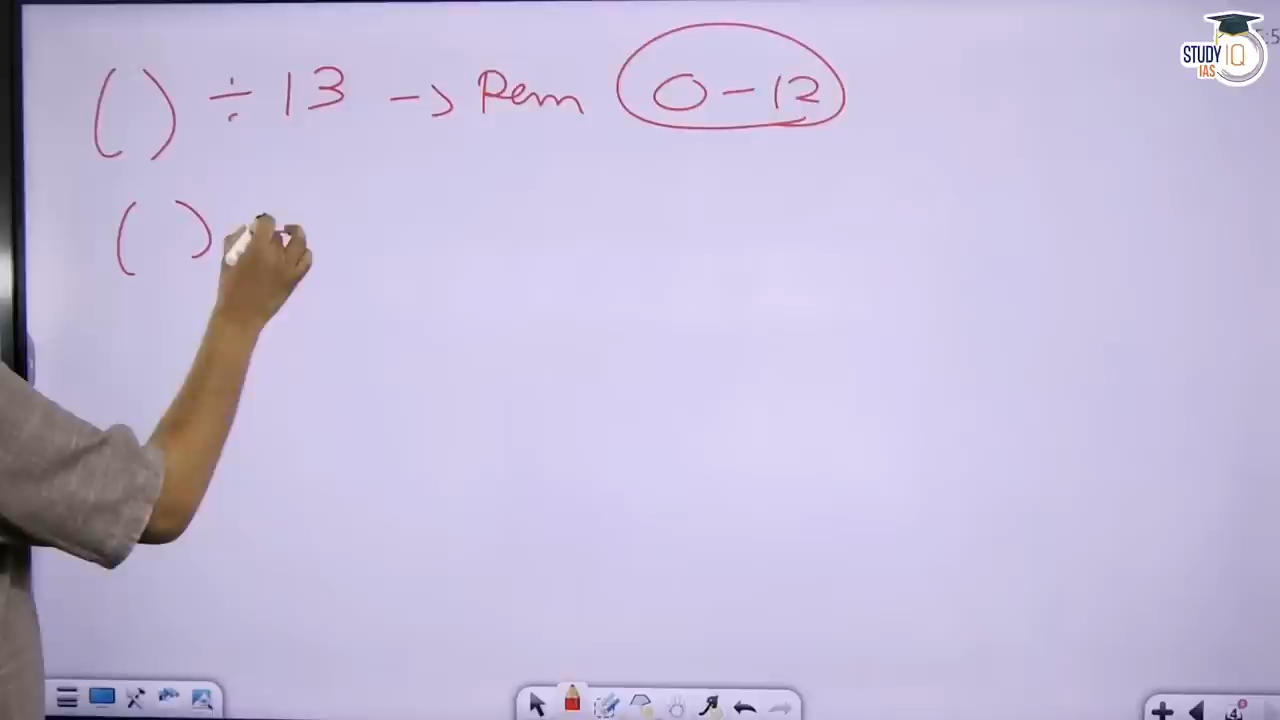 ( ) ÷ 13 → Rem 0 - 12
( )
STUDY IQ
IAS